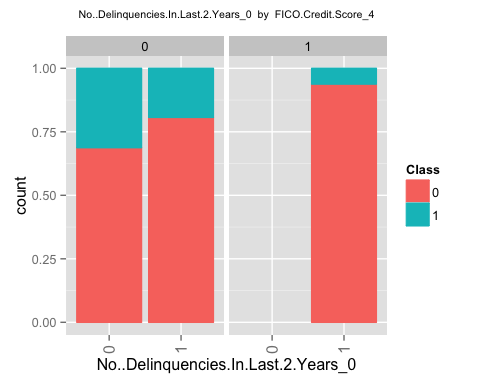 No..Delinquencies.In.Last.2.Years_0 by FICO.Credit.Score_4
0 1
1.00
0.75
0.50
0.25
0.00
count
0 1 0 1
No..Delinquencies.In.Last.2.Years_0
Class
0
1